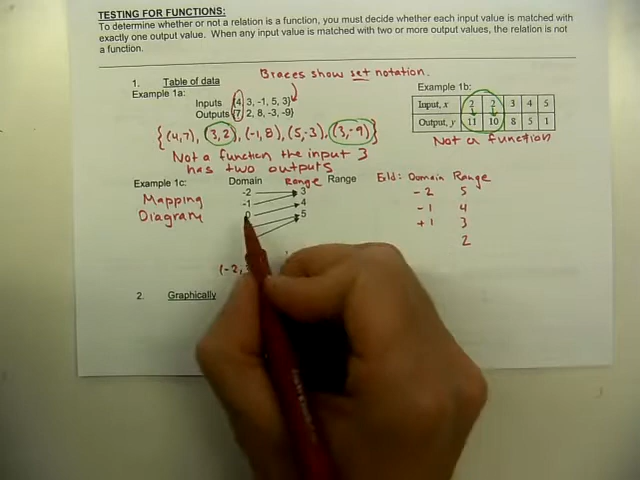 TESTING FOR FUNCTIONS:
To determine whether or not a relation is a function, you must decide whether each input value is matched with
exactly one output value. When any input value is matched with two or more output values, the relation is not
a function.
Braces show set notation.
1. Table of data
Example 1a:
Inputs {4, 3, -1, 5, 3}
Outputs {7, 2, 8, -3, -9}
{(4,7), (3,2), (-1,8), (5,-3), (3,-9)}
Not a function the input 3
has two outputs
Example 1b:
Input, x 2 2 3 4 5
Output, y 11 10 8 5 1
Not a function
Example 1c: Domain Range Range
Mapping
Diagram
-2 3
-1 4
0 5
(-2, 3
Ex1d: Domain Range
-2 5
-1 4
+1 3
2
2. Graphically